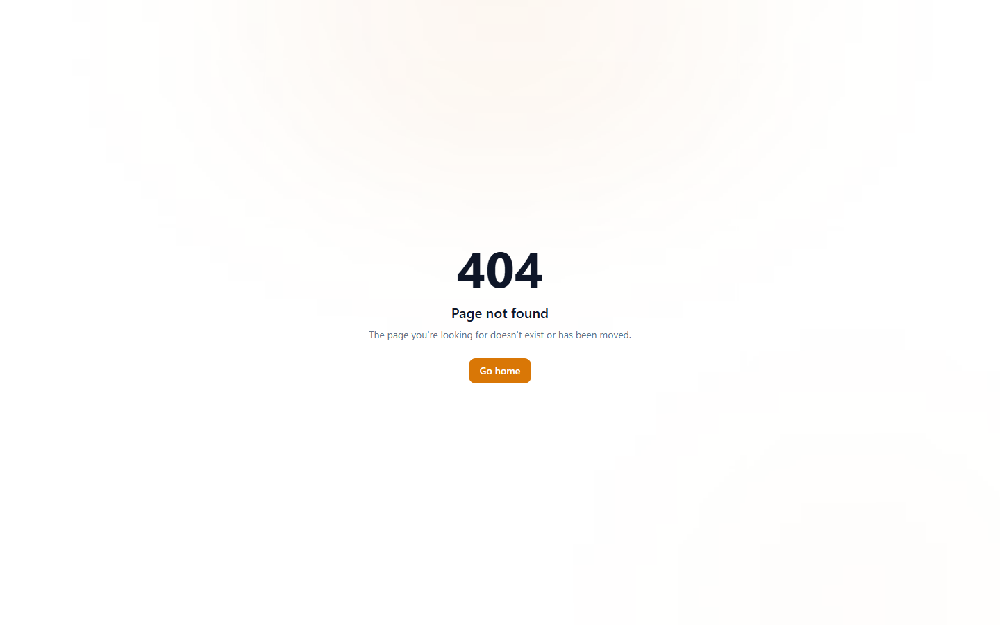 404
Page not found
The page you're looking for doesn't exist or has been moved.
Go home